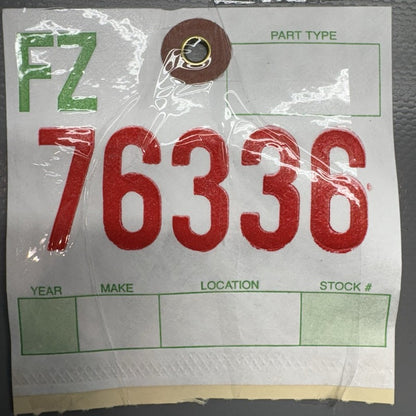 FZ
PART TYPE
76336
YEAR MAKE LOCATION STOCK #